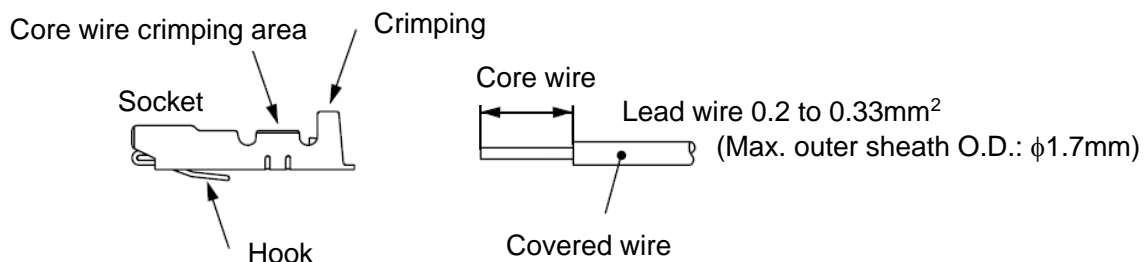 Core wire crimping area
Crimping
Socket
Hook
Core wire
Lead wire 0.2 to 0.33mm²
(Max. outer sheath O.D.: ϕ1.7mm)
Covered wire